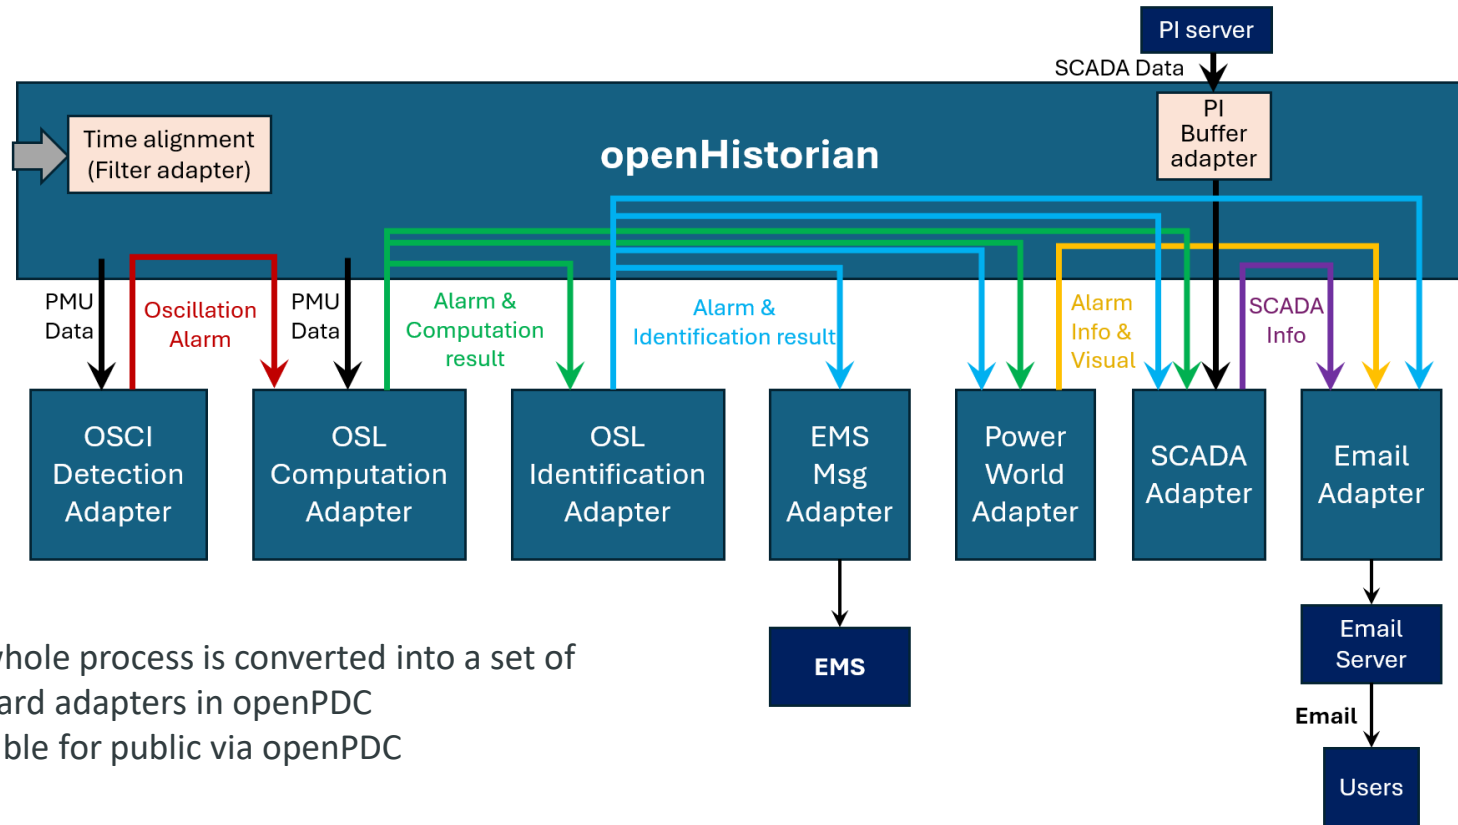 PI server
SCADA Data
Time alignment
(Filter adapter)
openHistorian
PI
Buffer
adapter
PMU
Data
Oscillation
Alarm
PMU
Data
Alarm &
Computation
result
Alarm &
Identification result
Alarm
Info &
Visual
SCADA
Info
OSCI
Detection
Adapter
OSL
Computation
Adapter
OSL
Identification
Adapter
EMS
Msg
Adapter
Power
World
Adapter
SCADA
Adapter
Email
Adapter
EMS
Email
Server
Email
Users
whole process is converted into a set of
ard adapters in openPDC
ble for public via openPDC